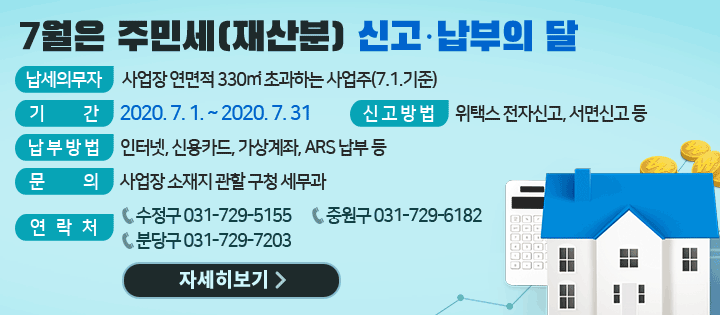 7월은 주민세(재산분) 신고·납부의 달
납세의무자 사업장 연면적 330㎡ 초과하는 사업주(7.1.기준)
기 간 2020. 7. 1. ~ 2020. 7. 31 신고방법 위택스 전자신고, 서면신고 등
납부방법 인터넷, 신용카드, 가상계좌, ARS 납부 등
문 의 사업장 소재지 관할 구청 세무과
연 락 처 수정구 031-729-5155 중원구 031-729-6182
분당구 031-729-7203
자세히보기 >